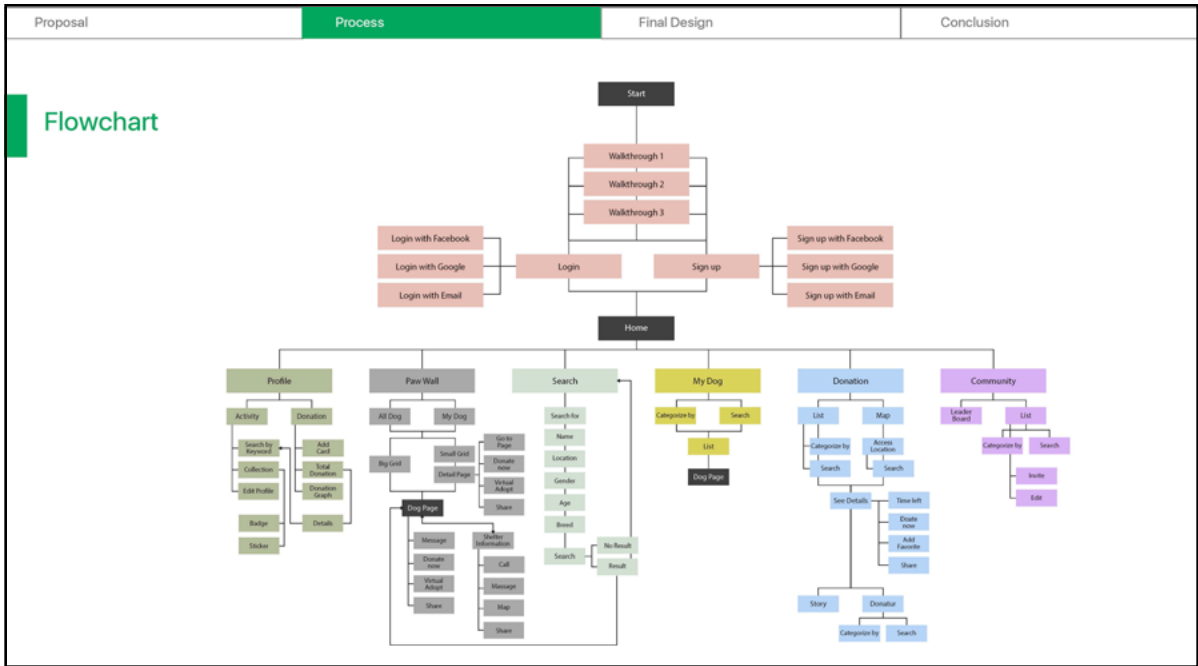 Proposal
Process
Final Design
Conclusion
Flowchart
Start
Walkthrough 1
Walkthrough 2
Walkthrough 3
Login with Facebook
Login with Google
Login with Email
Login
Sign up
Sign up with Facebook
Sign up with Google
Sign up with Email
Home
Profile
Activity
Donation
Search by
Keyword
Add
Card
Collection
Total
Donation
Edit Profile
Donation
Graph
Badge
Details
Sticker
Paw Wall
All Dog
My Dog
Big Grid
Small Grid
Detail Page
Go to
Page
Donate
now
Virtual
Adopt
Share
Dog Page
Message
Donate
now
Virtual
Adopt
Share
Shelter
Information
Call
Massage
Map
Share
Search
Search for
Name
Location
Gender
Age
Breed
Search
No Result
Result
My Dog
Categorize by
Search
List
Dog Page
Donation
List
Map
Categorize by
Search
Access
Location
Search
See Details
Time left
Doate
now
Add
Favorite
Share
Story
Donatur
Categorize by
Search
Community
Leader
Board
List
Categorize by
Search
Invite
Edit